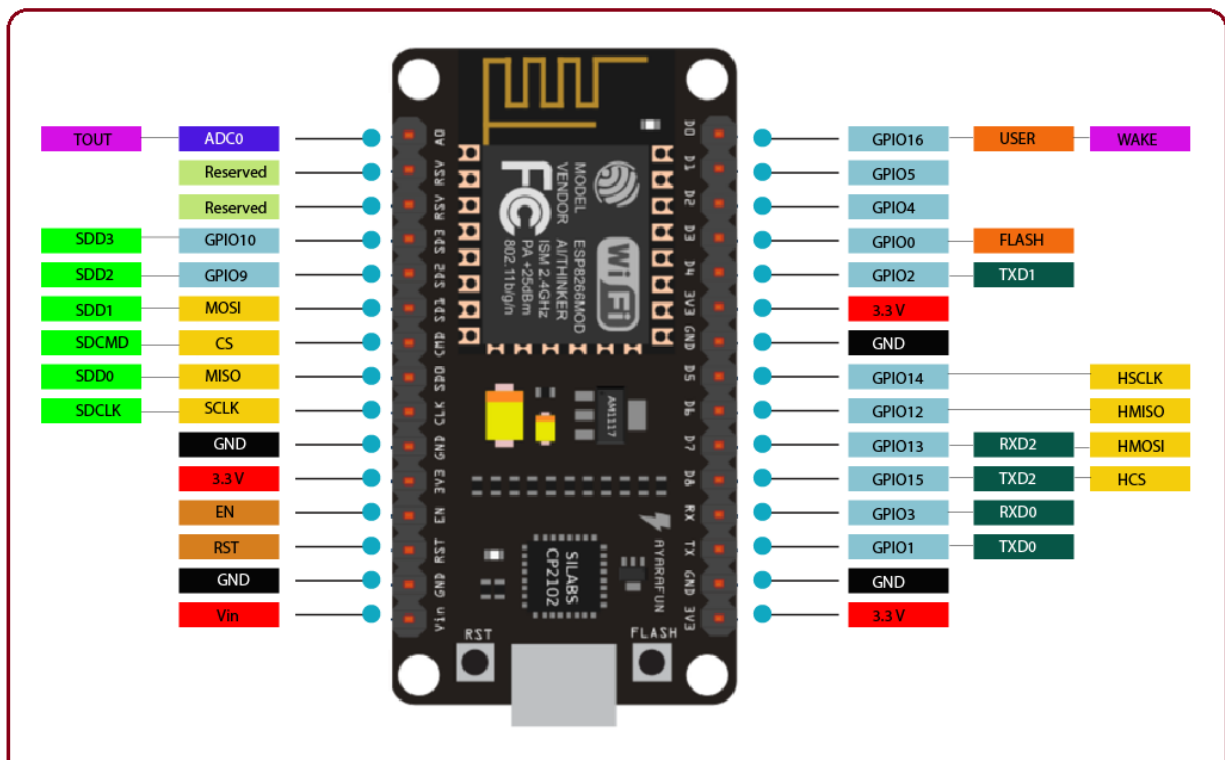 TOUT ADC0 A0 D0 GPIO16 USER WAKE
Reserved RSV D1 GPIO5
Reserved RSV D2 GPIO4
SDD3 GPIO10 SD3 D3 GPIO0 FLASH
SDD2 GPIO9 SD2 D4 GPIO2 TXD1
SDD1 MOSI SD1 3V3 3.3 V
SDCMD CS CMD GND GND
SDD0 MISO SD0 D5 GPIO14 HSCLK
SDCLK SCLK CLK D6 GPIO12 HMISO
GND GND D7 GPIO13 RXD2 HMOSI
3.3 V 3V3 D8 GPIO15 TXD2 HCS
EN EN RX GPIO3 RXD0
RST RST TX GPIO1 TXD0
GND GND GND GND
Vin Vin 3V3 3.3 V
MODEL ESP8266MOD
VENDOR AI/THINKER
ISM 2.4GHz
PA +25dBm
802.11b/g/n
FC
Wi Fi
AM1117
SILABS
CP2102
AYARAFUN
RST
FLASH